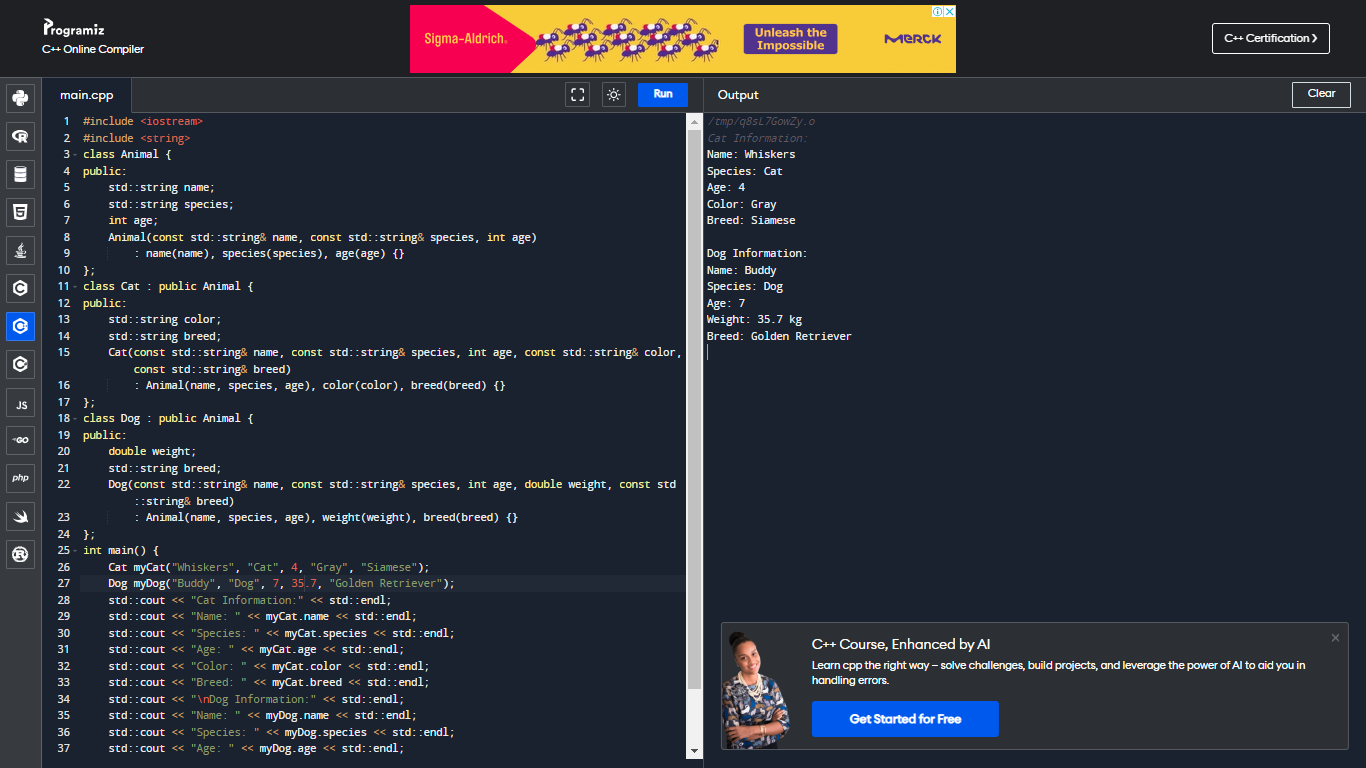 Programiz
C++ Online Compiler
Sigma-Aldrich.
Unleash the
Impossible
MERCK
C++ Certification
main.cpp
Run
Output
Clear
1 #include <iostream>
2 #include <string>
3 class Animal {
4 public:
5 std::string name;
6 std::string species;
7 int age;
8 Animal(const std::string& name, const std::string& species, int age)
9 : name(name), species(species), age(age) {}
10 };
11 class Cat : public Animal {
12 public:
13 std::string color;
14 std::string breed;
15 Cat(const std::string& name, const std::string& species, int age, const std::string& color,
const std::string& breed)
16 : Animal(name, species, age), color(color), breed(breed) {}
17 };
18 class Dog : public Animal {
19 public:
20 double weight;
21 std::string breed;
22 Dog(const std::string& name, const std::string& species, int age, double weight, const std
::string& breed)
23 : Animal(name, species, age), weight(weight), breed(breed) {}
24 };
25 int main() {
26 Cat myCat("Whiskers", "Cat", 4, "Gray", "Siamese");
27 Dog myDog("Buddy", "Dog", 7, 35.7, "Golden Retriever");
28 std::cout << "Cat Information:" << std::endl;
29 std::cout << "Name: " << myCat.name << std::endl;
30 std::cout << "Species: " << myCat.species << std::endl;
31 std::cout << "Age: " << myCat.age << std::endl;
32 std::cout << "Color: " << myCat.color << std::endl;
33 std::cout << "Breed: " << myCat.breed << std::endl;
34 std::cout << "\nDog Information:" << std::endl;
35 std::cout << "Name: " << myDog.name << std::endl;
36 std::cout << "Species: " << myDog.species << std::endl;
37 std::cout << "Age: " << myDog.age << std::endl;
/tmp/q8sL7GowZy.o
Cat Information:
Name: Whiskers
Species: Cat
Age: 4
Color: Gray
Breed: Siamese
Dog Information:
Name: Buddy
Species: Dog
Age: 7
Weight: 35.7 kg
Breed: Golden Retriever
C++ Course, Enhanced by AI
Learn cpp the right way – solve challenges, build projects, and leverage the power of AI to aid you in
handling errors.
Get Started for Free
JS
GO
php